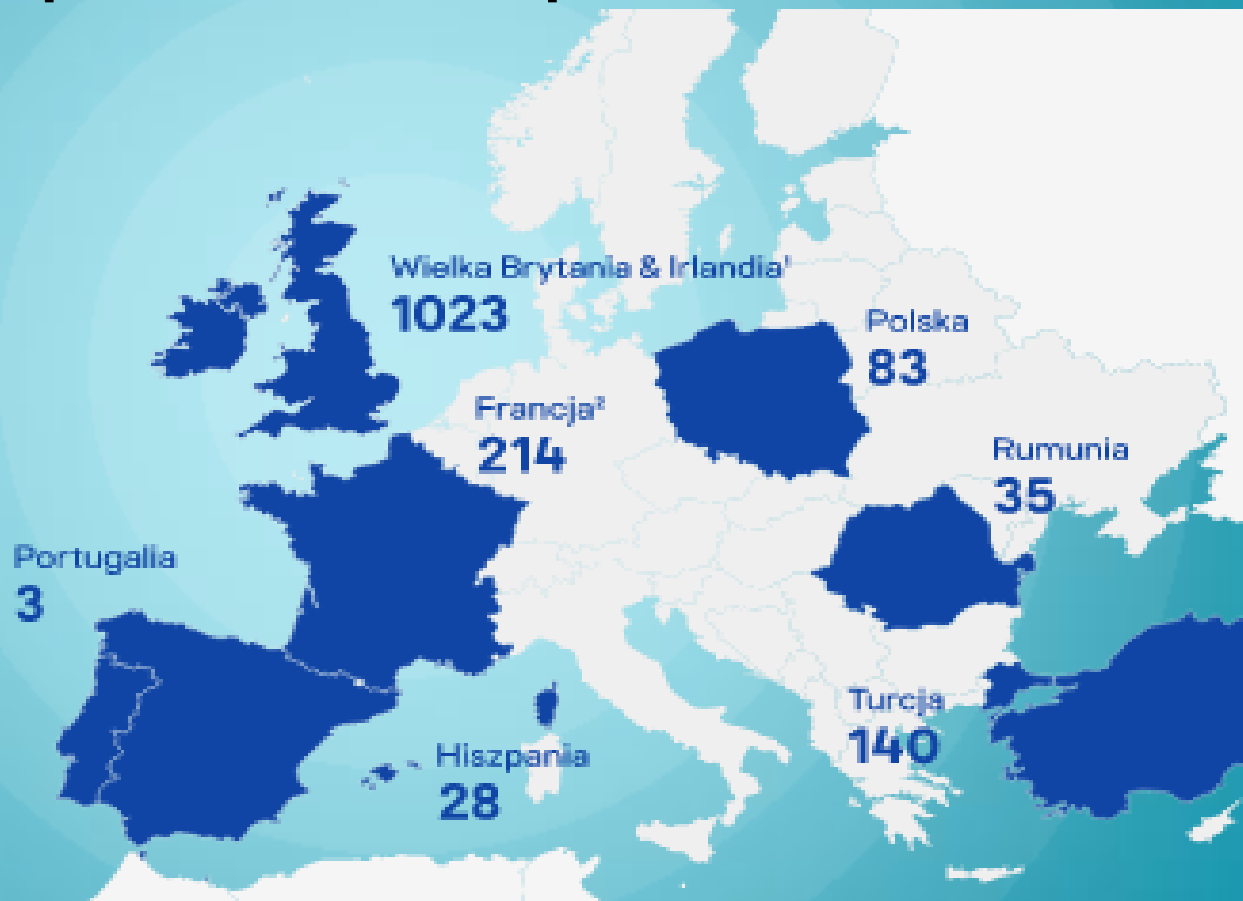 Wielka Brytania & Irlandia¹
1023
Polska
83
Francja²
214
Rumunia
35
Portugalia
3
Turcja
140
Hiszpania
28